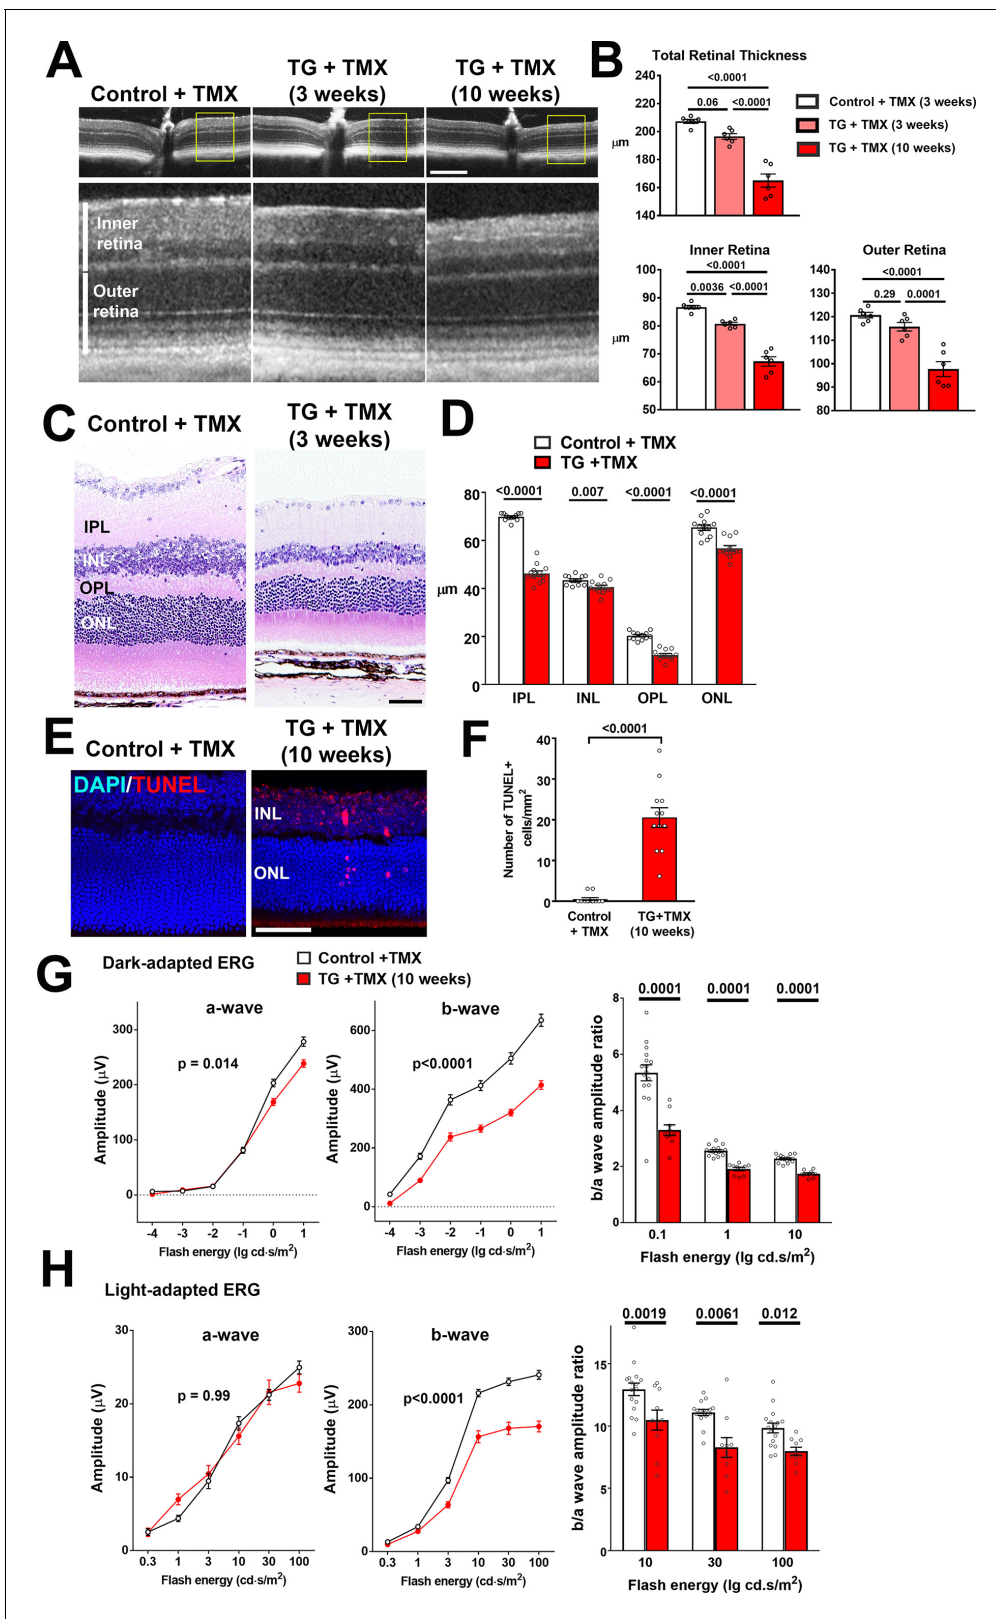 A
Control + TMX
TG + TMX
(3 weeks)
TG + TMX
(10 weeks)
Inner
retina
Outer
retina
B
Total Retinal Thickness
<0.0001
0.06 <0.0001
240
220
200
180
160
140
μm
Control + TMX (3 weeks)
TG + TMX (3 weeks)
TG + TMX (10 weeks)
Inner Retina
<0.0001
0.0036 <0.0001
100
90
80
70
60
50
μm
Outer Retina
<0.0001
0.29 0.0001
140
130
120
110
100
90
80
C
Control + TMX
TG + TMX
(3 weeks)
IPL
INL
OPL
ONL
D
Control + TMX
TG +TMX
<0.0001 0.007 <0.0001 <0.0001
80
60
40
20
0
μm
IPL INL OPL ONL
E
Control + TMX
TG + TMX
(10 weeks)
DAPI/TUNEL
INL
ONL
F
<0.0001
Number of TUNEL+
cells/mm²
40
30
20
10
0
Control
+ TMX
TG+TMX
(10 weeks)
G
Dark-adapted ERG
Control +TMX
TG +TMX (10 weeks)
a-wave
p = 0.014
Amplitude (μV)
300
200
100
0
-4 -3 -2 -1 0 1
Flash energy (lg cd·s/m²)
b-wave
p<0.0001
Amplitude (μV)
600
400
200
0
-4 -3 -2 -1 0 1
Flash energy (lg cd·s/m²)
0.0001 0.0001 0.0001
b/a wave amplitude ratio
8
6
4
2
0
0.1 1 10
Flash energy (lg cd.s/m²)
H
Light-adapted ERG
a-wave
p = 0.99
Amplitude (μV)
30
20
10
0
0.3 1 3 10 30 100
Flash energy (cd·s/m²)
b-wave
p<0.0001
Amplitude (μV)
300
200
100
0
0.3 1 3 10 30 100
Flash energy (cd·s/m²)
0.0019 0.0061 0.012
b/a wave amplitude ratio
15
10
5
0
10 30 100
Flash energy (lg cd.s/m²)